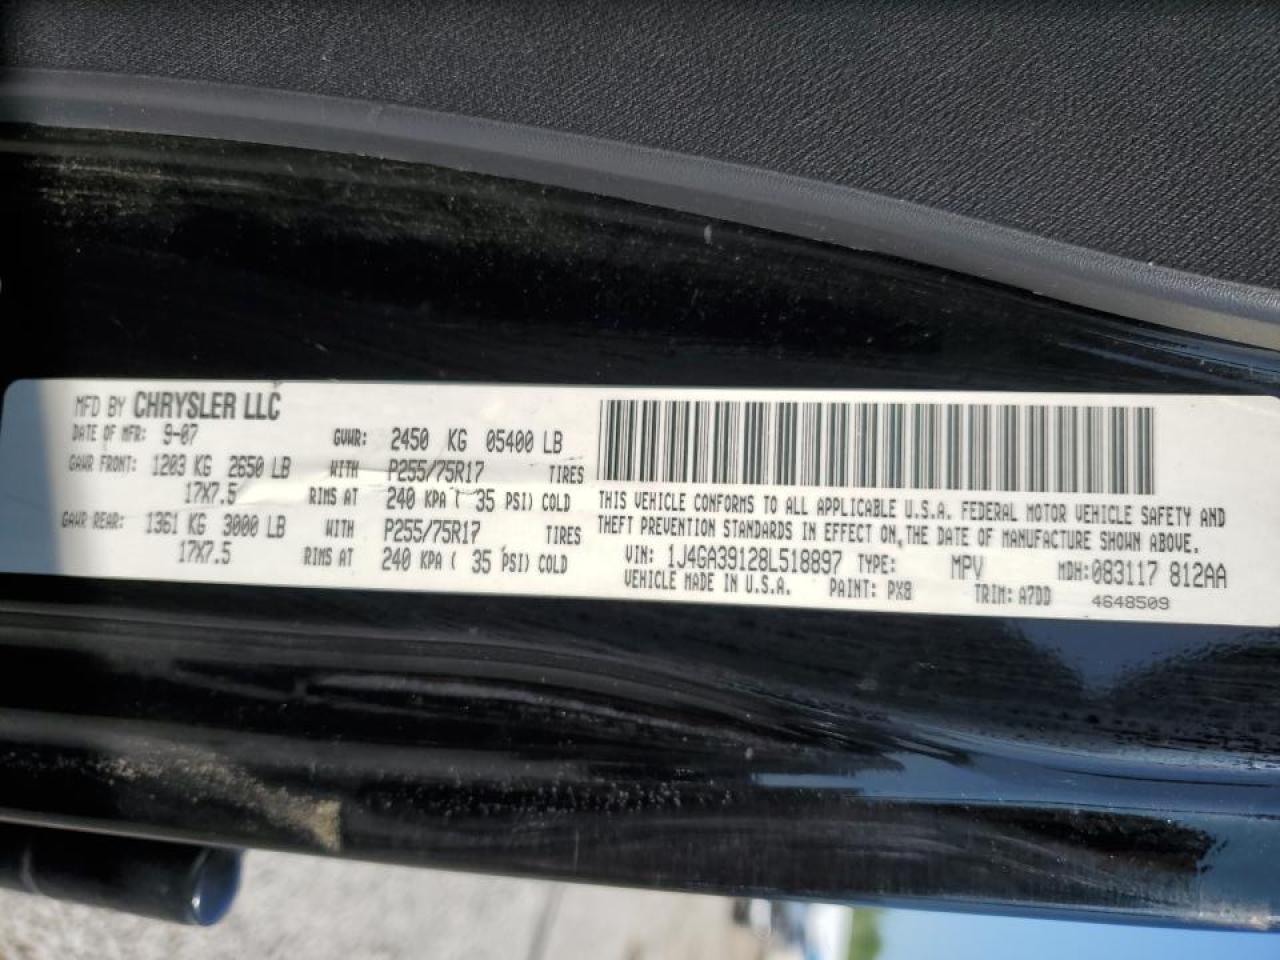 MFD BY CHRYSLER LLC
DATE OF MFR: 9-07 GVWR: 2450 KG 05400 LB
GAWR FRONT: 1203 KG 2650 LB WITH P255/75R17 TIRES
17X7.5 RIMS AT 240 KPA ( 35 PSI) COLD
GAWR REAR: 1361 KG 3000 LB WITH P255/75R17 TIRES
17X7.5 RIMS AT 240 KPA ( 35 PSI) COLD
THIS VEHICLE CONFORMS TO ALL APPLICABLE U.S.A. FEDERAL MOTOR VEHICLE SAFETY AND
THEFT PREVENTION STANDARDS IN EFFECT ON THE DATE OF MANUFACTURE SHOWN ABOVE.
VIN: 1J4GA39128L518897 TYPE: MPV MDH:083117 812AA
VEHICLE MADE IN U.S.A. PAINT: PX8 TRIM: A7DD 4648509